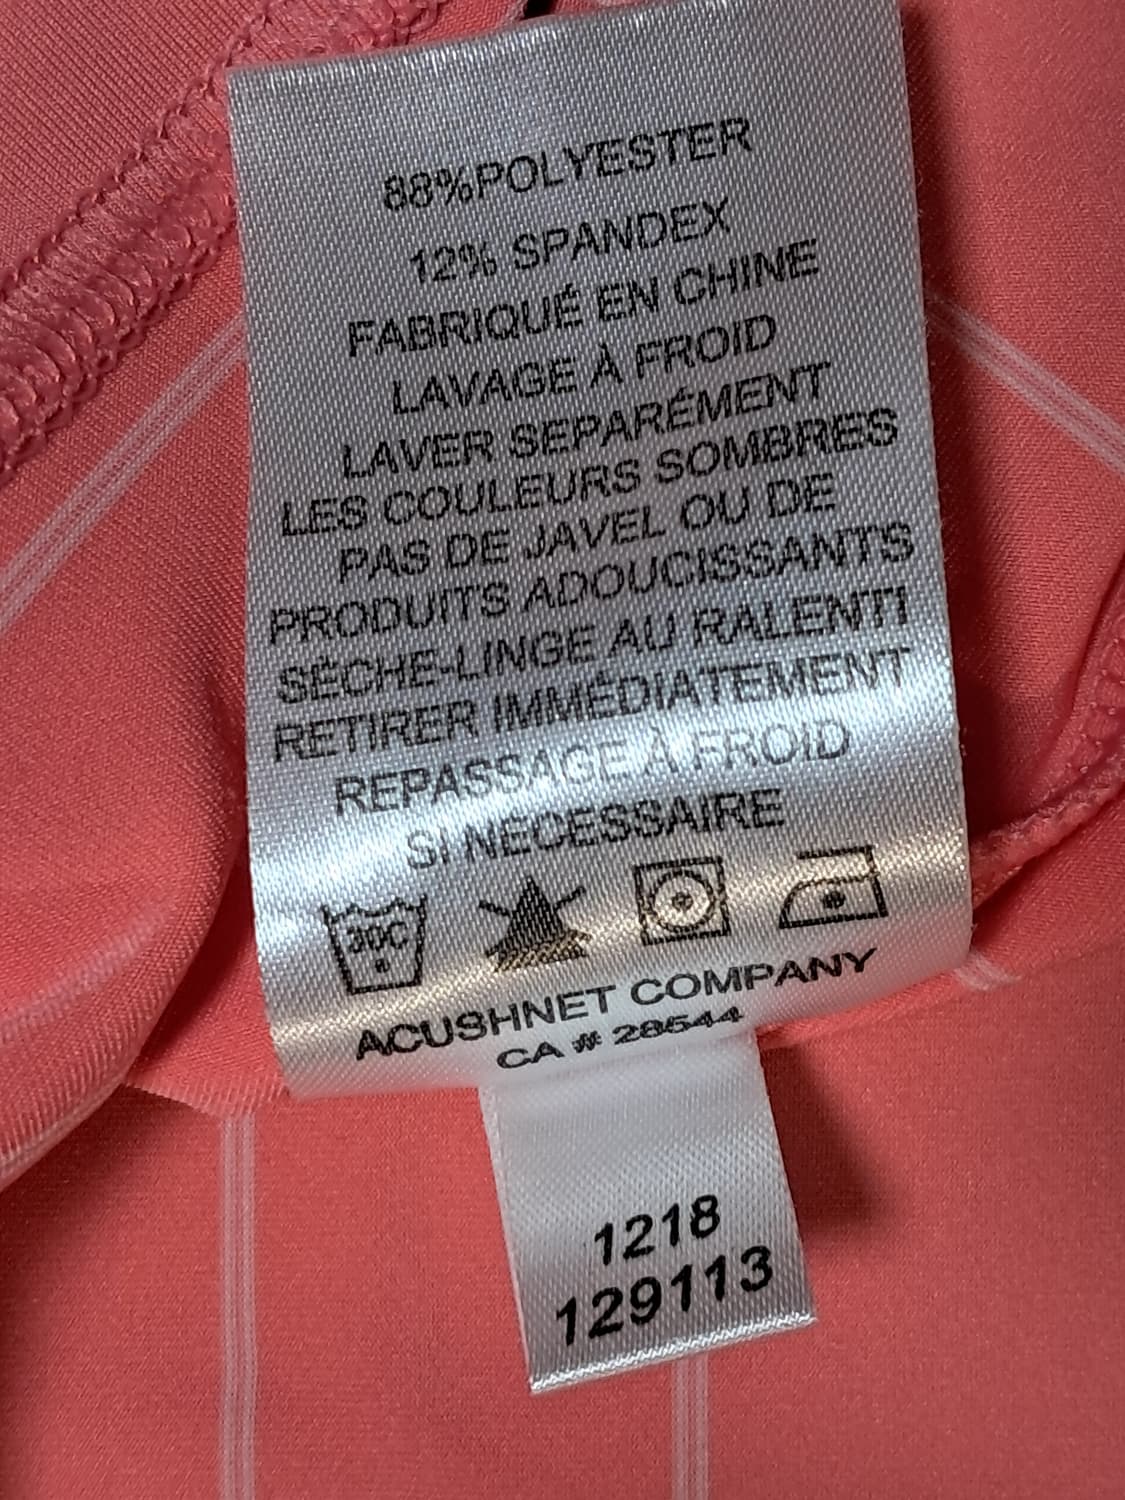 88%POLYESTER
12% SPANDEX
FABRIQUÉ EN CHINE
LAVAGE À FROID
LAVER SEPARÉMENT
LES COULEURS SOMBRES
PAS DE JAVEL OU DE
PRODUITS ADOUCISSANTS
SÈCHE-LINGE AU RALENTI
RETIRER IMMÉDIATEMENT
REPASSAGE À FROID
SI NECESSAIRE
30C
ACUSHNET COMPANY
CA # 28544
1218
129113